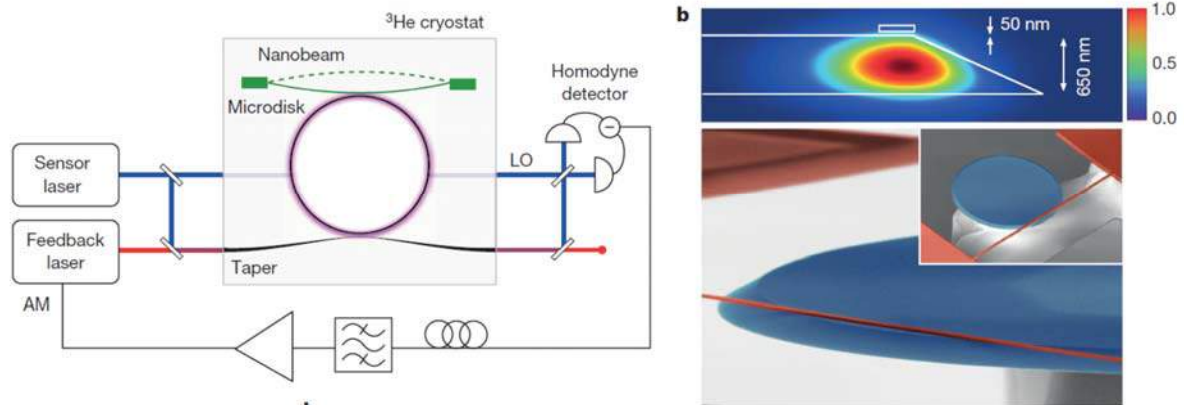 ³He cryostat
Nanobeam
Microdisk
Homodyne
detector
Sensor
laser
LO
Feedback
laser
Taper
AM
b
50 nm
650 nm
1.0
0.5
0.0